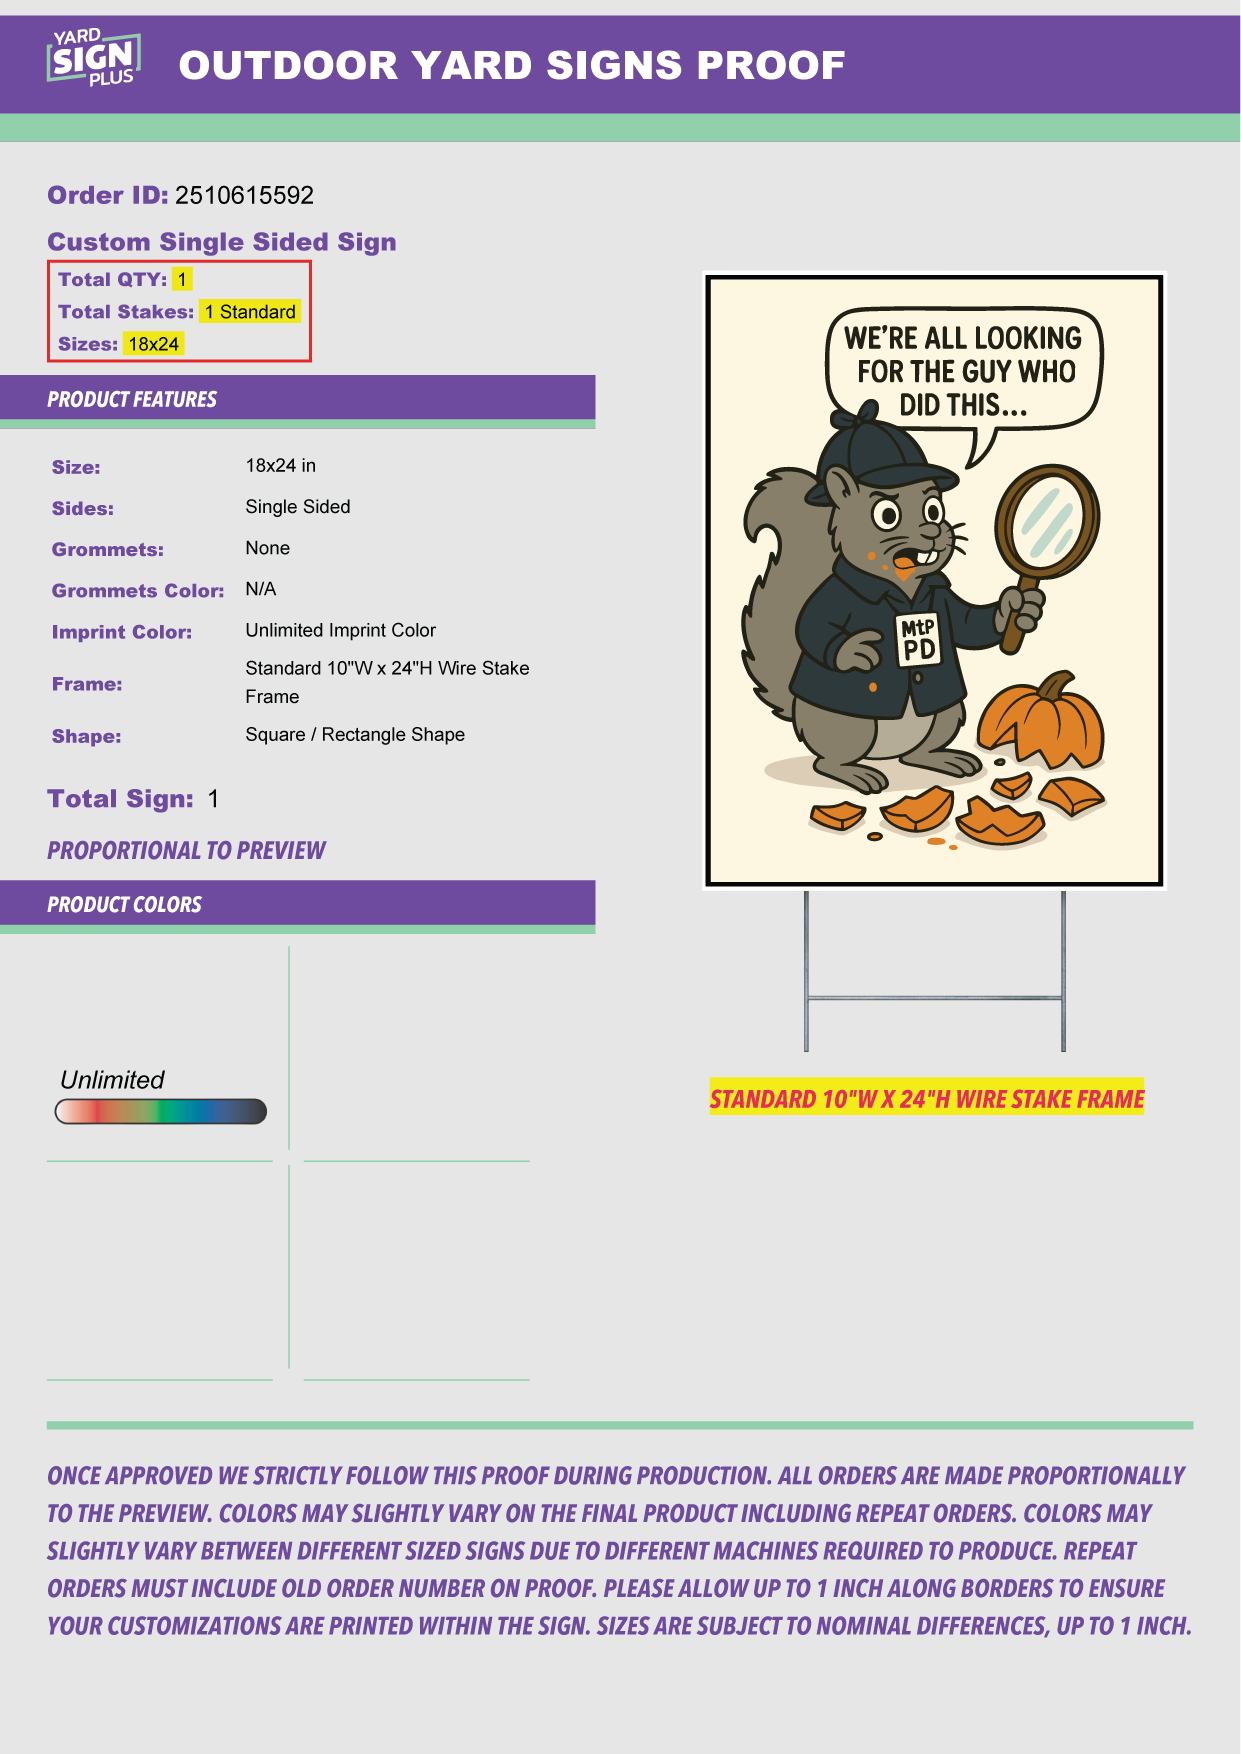 YARD
SIGN
PLUS
OUTDOOR YARD SIGNS PROOF
Order ID: 2510615592
Custom Single Sided Sign
Total QTY: 1
Total Stakes: 1 Standard
Sizes: 18x24
PRODUCT FEATURES
Size: 18x24 in
Sides: Single Sided
Grommets: None
Grommets Color: N/A
Imprint Color: Unlimited Imprint Color
Frame: Standard 10"W x 24"H Wire Stake
Frame
Shape: Square / Rectangle Shape
Total Sign: 1
PROPORTIONAL TO PREVIEW
PRODUCT COLORS
Unlimited
WE'RE ALL LOOKING
FOR THE GUY WHO
DID THIS...
MtP
PD
STANDARD 10"W X 24"H WIRE STAKE FRAME
ONCE APPROVED WE STRICTLY FOLLOW THIS PROOF DURING PRODUCTION. ALL ORDERS ARE MADE PROPORTIONALLY
TO THE PREVIEW. COLORS MAY SLIGHTLY VARY ON THE FINAL PRODUCT INCLUDING REPEAT ORDERS. COLORS MAY
SLIGHTLY VARY BETWEEN DIFFERENT SIZED SIGNS DUE TO DIFFERENT MACHINES REQUIRED TO PRODUCE. REPEAT
ORDERS MUST INCLUDE OLD ORDER NUMBER ON PROOF. PLEASE ALLOW UP TO 1 INCH ALONG BORDERS TO ENSURE
YOUR CUSTOMIZATIONS ARE PRINTED WITHIN THE SIGN. SIZES ARE SUBJECT TO NOMINAL DIFFERENCES, UP TO 1 INCH.